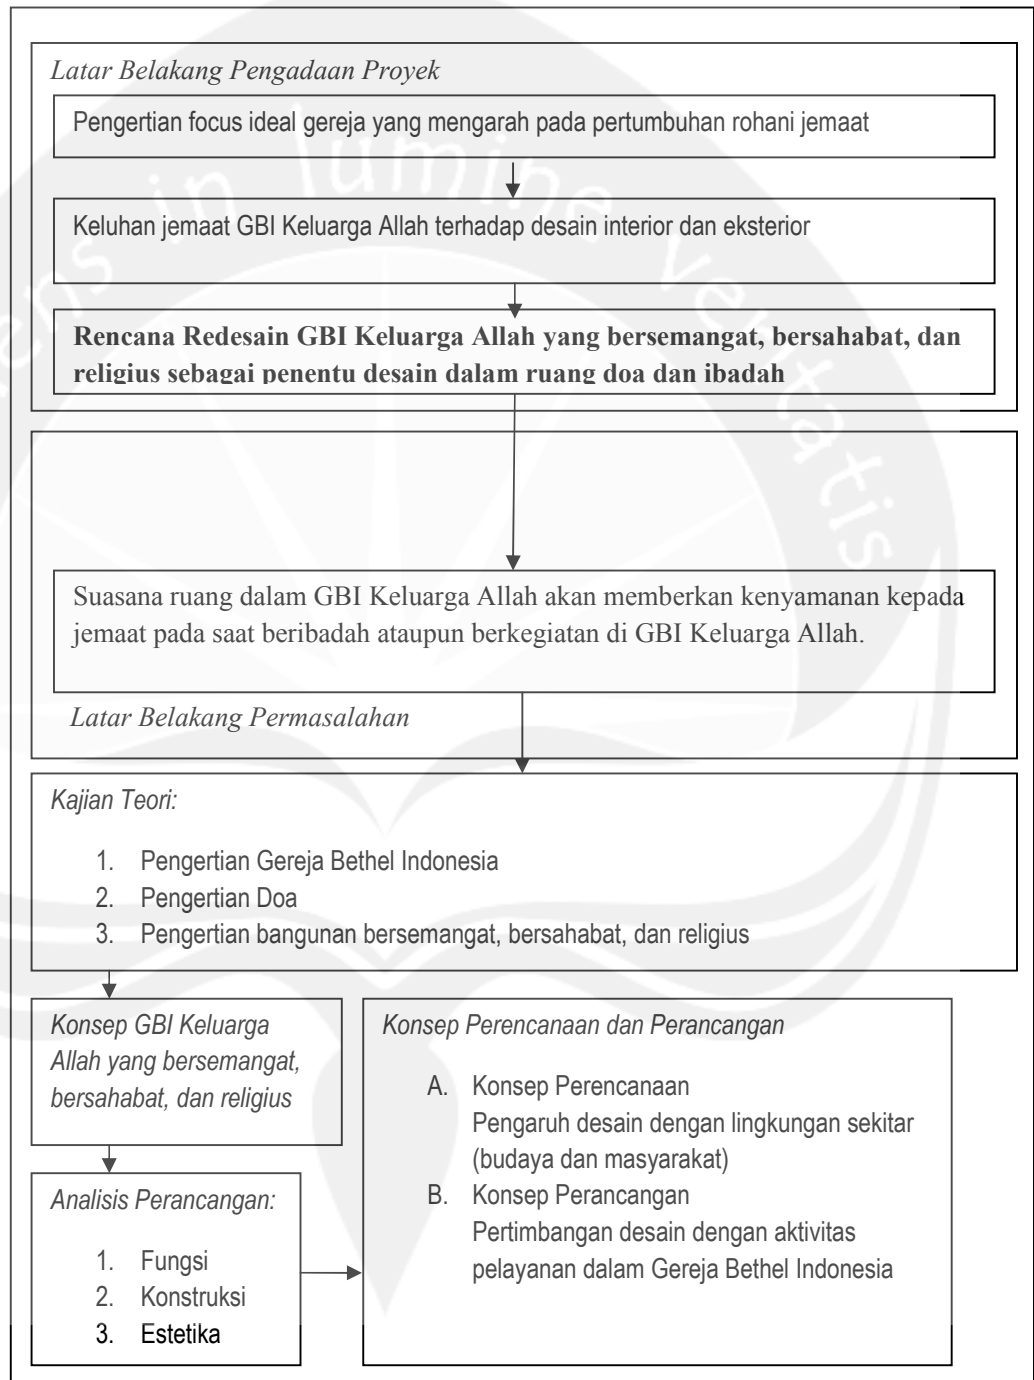 Latar Belakang Pengadaan Proyek
Pengertian focus ideal gereja yang mengarah pada pertumbuhan rohani jemaat
Keluhan jemaat GBI Keluarga Allah terhadap desain interior dan eksterior
Rencana Redesain GBI Keluarga Allah yang bersemangat, bersahabat, dan
religius sebagai penentu desain dalam ruang doa dan ibadah
Suasana ruang dalam GBI Keluarga Allah akan memberkan kenyamanan kepada
jemaat pada saat beribadah ataupun berkegiatan di GBI Keluarga Allah.
Latar Belakang Permasalahan
Kajian Teori:
1. Pengertian Gereja Bethel Indonesia
2. Pengertian Doa
3. Pengertian bangunan bersemangat, bersahabat, dan religius
Konsep GBI Keluarga
Allah yang bersemangat,
bersahabat, dan religius
Analisis Perancangan:
1. Fungsi
2. Konstruksi
3. Estetika
Konsep Perencanaan dan Perancangan
A. Konsep Perencanaan
Pengaruh desain dengan lingkungan sekitar
(budaya dan masyarakat)
B. Konsep Perancangan
Pertimbangan desain dengan aktivitas
pelayanan dalam Gereja Bethel Indonesia
in lumine veritatis